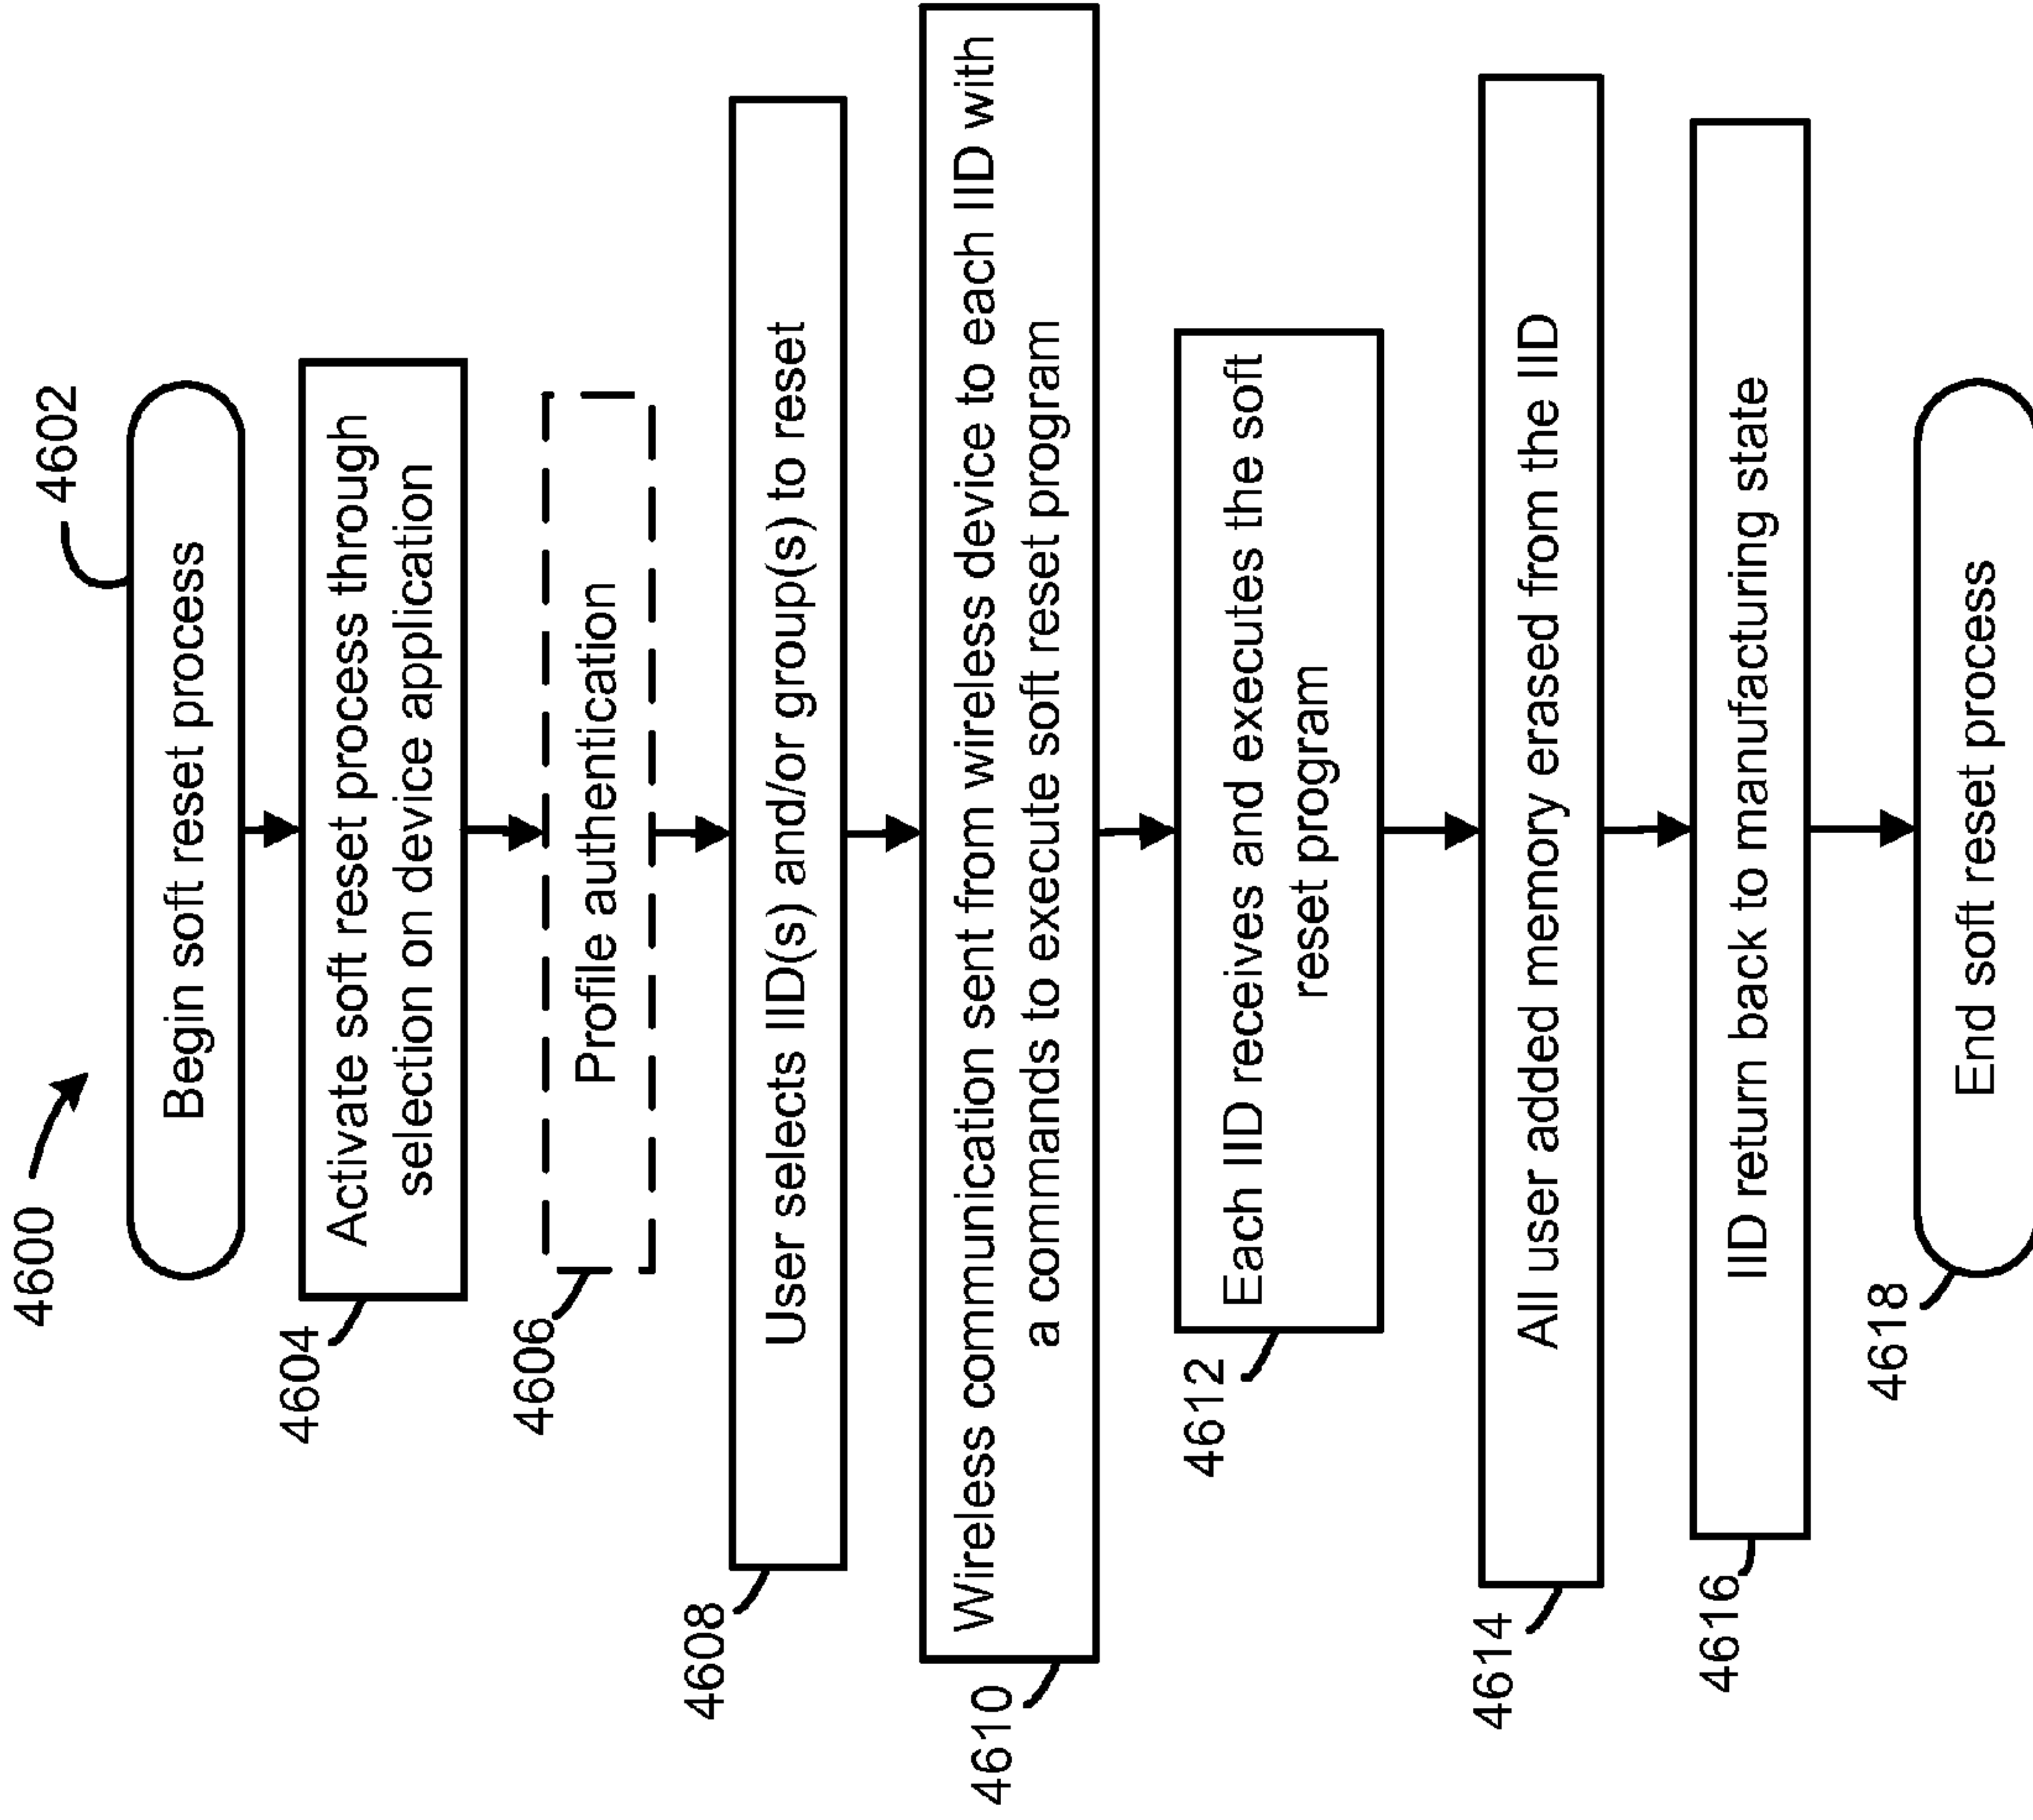 4600
4602
Begin soft reset process
4604
Activate soft reset process through
selection on device application
4606
Profile authentication
4608
User selects IID(s) and/or group(s) to reset
4610
Wireless communication sent from wireless device to each IID with
a commands to execute soft reset program
4612
Each IID receives and executes the soft
reset program
4614
All user added memory erased from the IID
4616
IID return back to manufacturing state
4618
End soft reset process